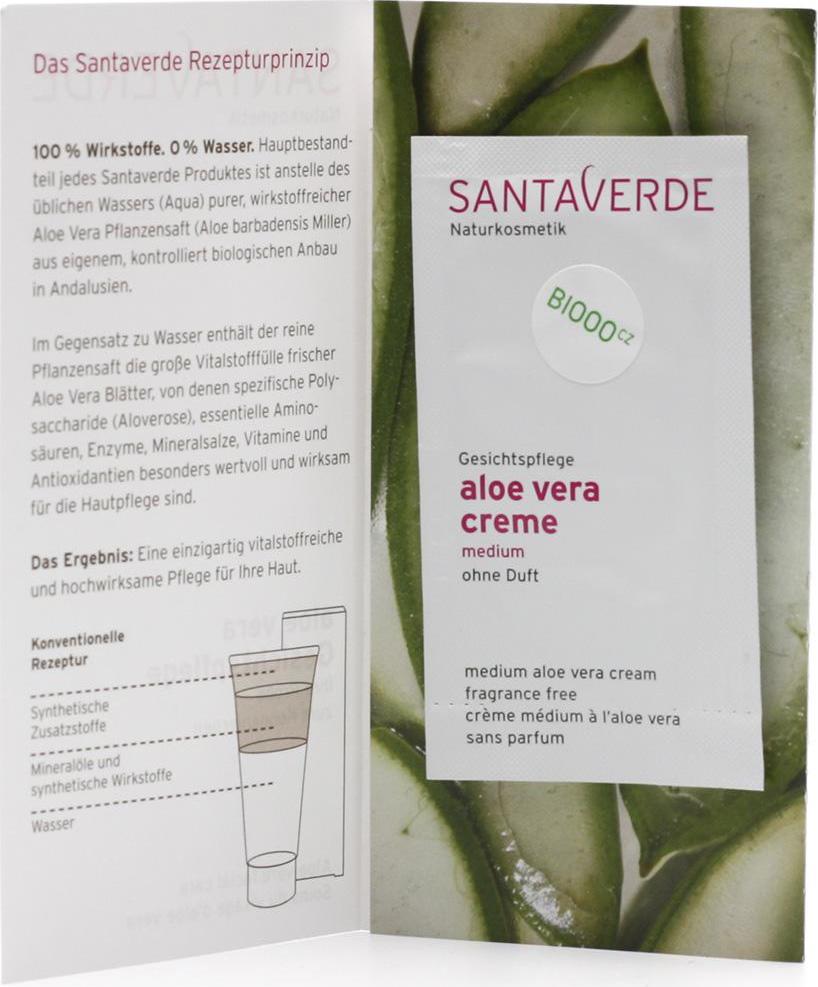 Das Santaverde Rezepturprinzip
100 % Wirkstoffe. 0 % Wasser. Hauptbestand-
teil jedes Santaverde Produktes ist anstelle des
üblichen Wassers (Aqua) purer, wirkstoffreicher
Aloe Vera Pflanzensaft (Aloe barbadensis Miller)
aus eigenem, kontrolliert biologischen Anbau
in Andalusien.
Im Gegensatz zu Wasser enthält der reine
Pflanzensaft die große Vitalstofffülle frischer
Aloe Vera Blätter, von denen spezifische Poly-
saccharide (Aloverose), essentielle Amino-
säuren, Enzyme, Mineralsalze, Vitamine und
Antioxidantien besonders wertvoll und wirksam
für die Hautpflege sind.
Das Ergebnis: Eine einzigartig vitalstoffreiche
und hochwirksame Pflege für Ihre Haut.
Konventionelle
Rezeptur
Synthetische
Zusatzstoffe
Mineralöle und
synthetische Wirkstoffe
Wasser
SANTAVERDE
Naturkosmetik
BIOOO CZ
Gesichtspflege
aloe vera
creme
medium
ohne Duft
medium aloe vera cream
fragrance free
crème médium à l'aloe vera
sans parfum